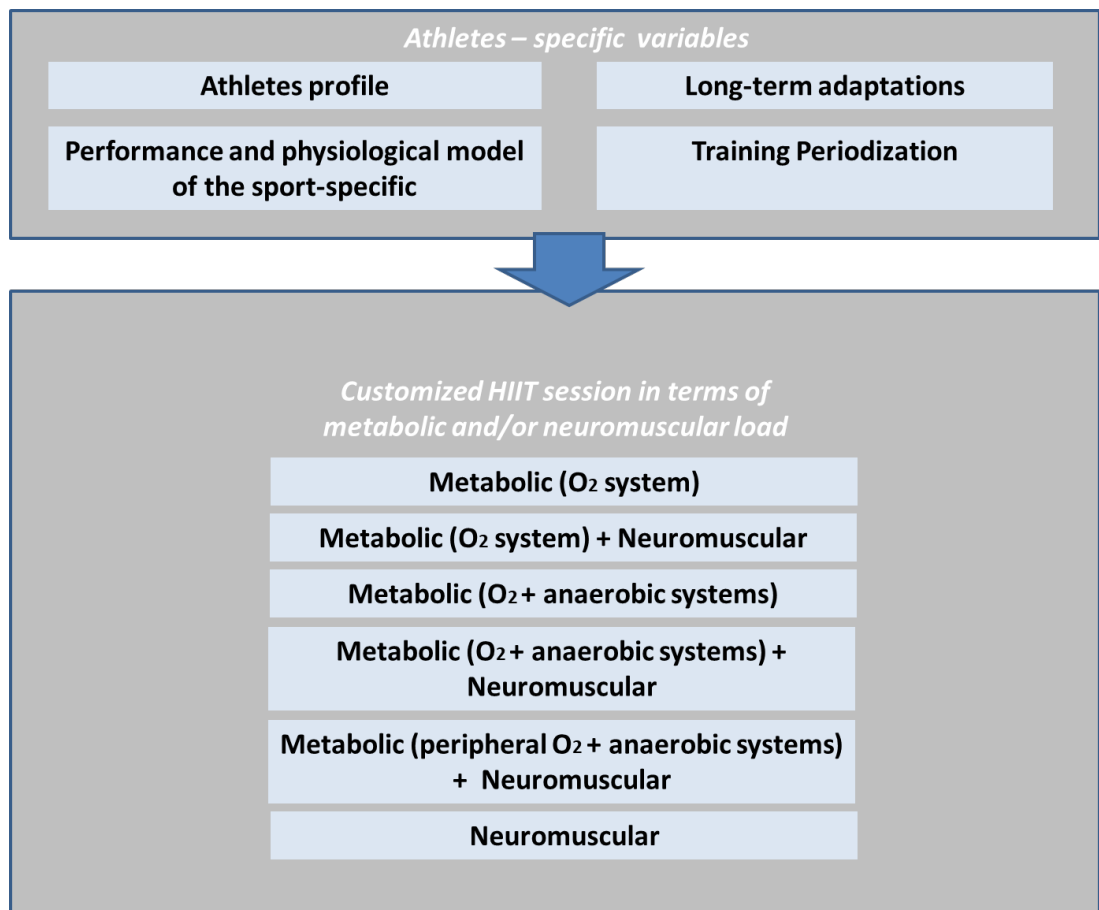 Athletes – specific variables
Athletes profile
Long-term adaptations
Performance and physiological model
of the sport-specific
Training Periodization
Customized HIIT session in terms of
metabolic and/or neuromuscular load
Metabolic (O2 system)
Metabolic (O2 system) + Neuromuscular
Metabolic (O2 + anaerobic systems)
Metabolic (O2 + anaerobic systems) +
Neuromuscular
Metabolic (peripheral O2 + anaerobic systems)
+ Neuromuscular
Neuromuscular